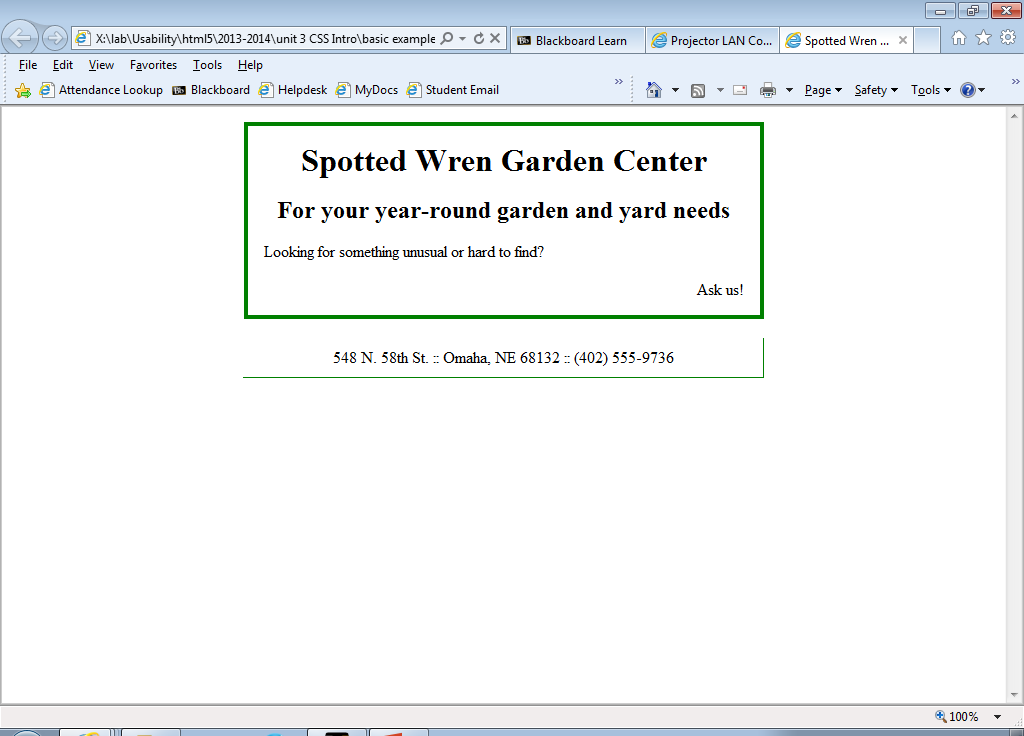 X:\lab\Usability\html5\2013-2014\unit 3 CSS Intro\basic example
Blackboard Learn
Projector LAN Co...
Spotted Wren ...
File Edit View Favorites Tools Help
Attendance Lookup Bb Blackboard Helpdesk MyDocs Student Email
Page Safety Tools
Spotted Wren Garden Center
For your year-round garden and yard needs
Looking for something unusual or hard to find?
Ask us!
548 N. 58th St. :: Omaha, NE 68132 :: (402) 555-9736
100%